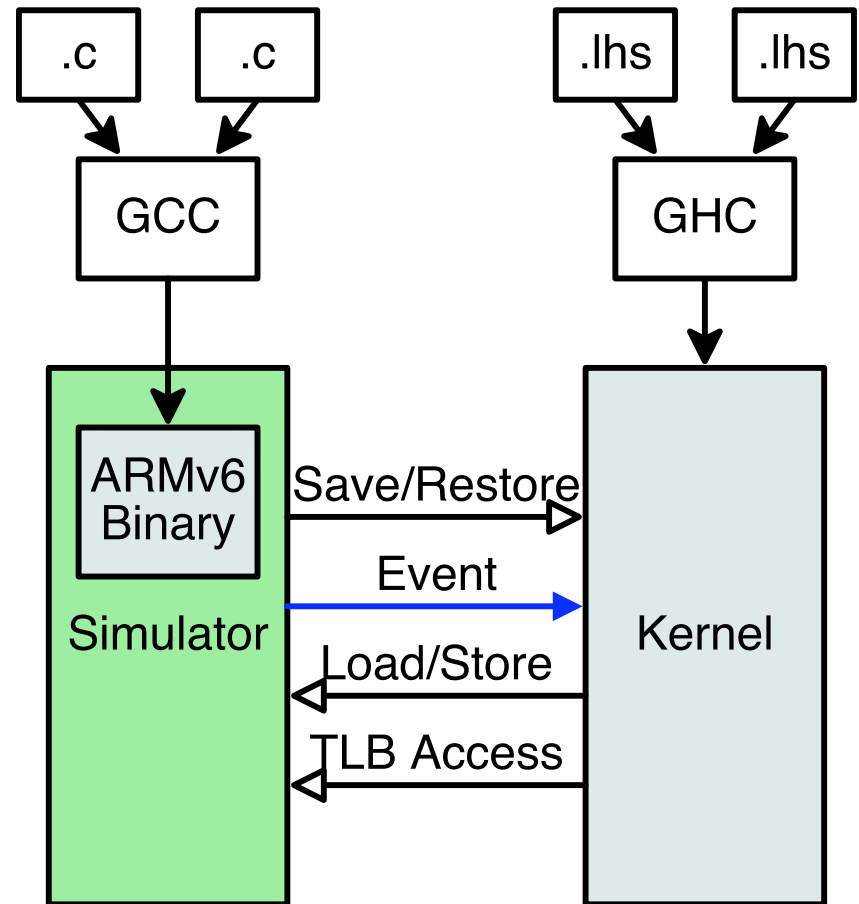 .c
.c
.lhs
.lhs
GCC
GHC
ARMv6
Binary
Simulator
Save/Restore
Event
Load/Store
TLB Access
Kernel